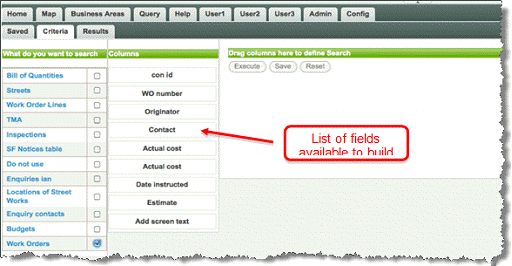 Home Map Business Areas Query Help User1 User2 User3 Admin Config
Saved Criteria Results
What do you want to search
Columns
Drag columns here to define Search
Execute Save Reset
Bill of Quantities
Streets
Work Order Lines
TMA
Inspections
SF Notices table
Do not use
Enquiries ian
Locations of Street
Works
Enquiry contacts
Budgets
Work Orders
con id
WO number
Originator
Contact
Actual cost
Actual cost
Date instructed
Estimate
Add screen text
List of fields
available to build